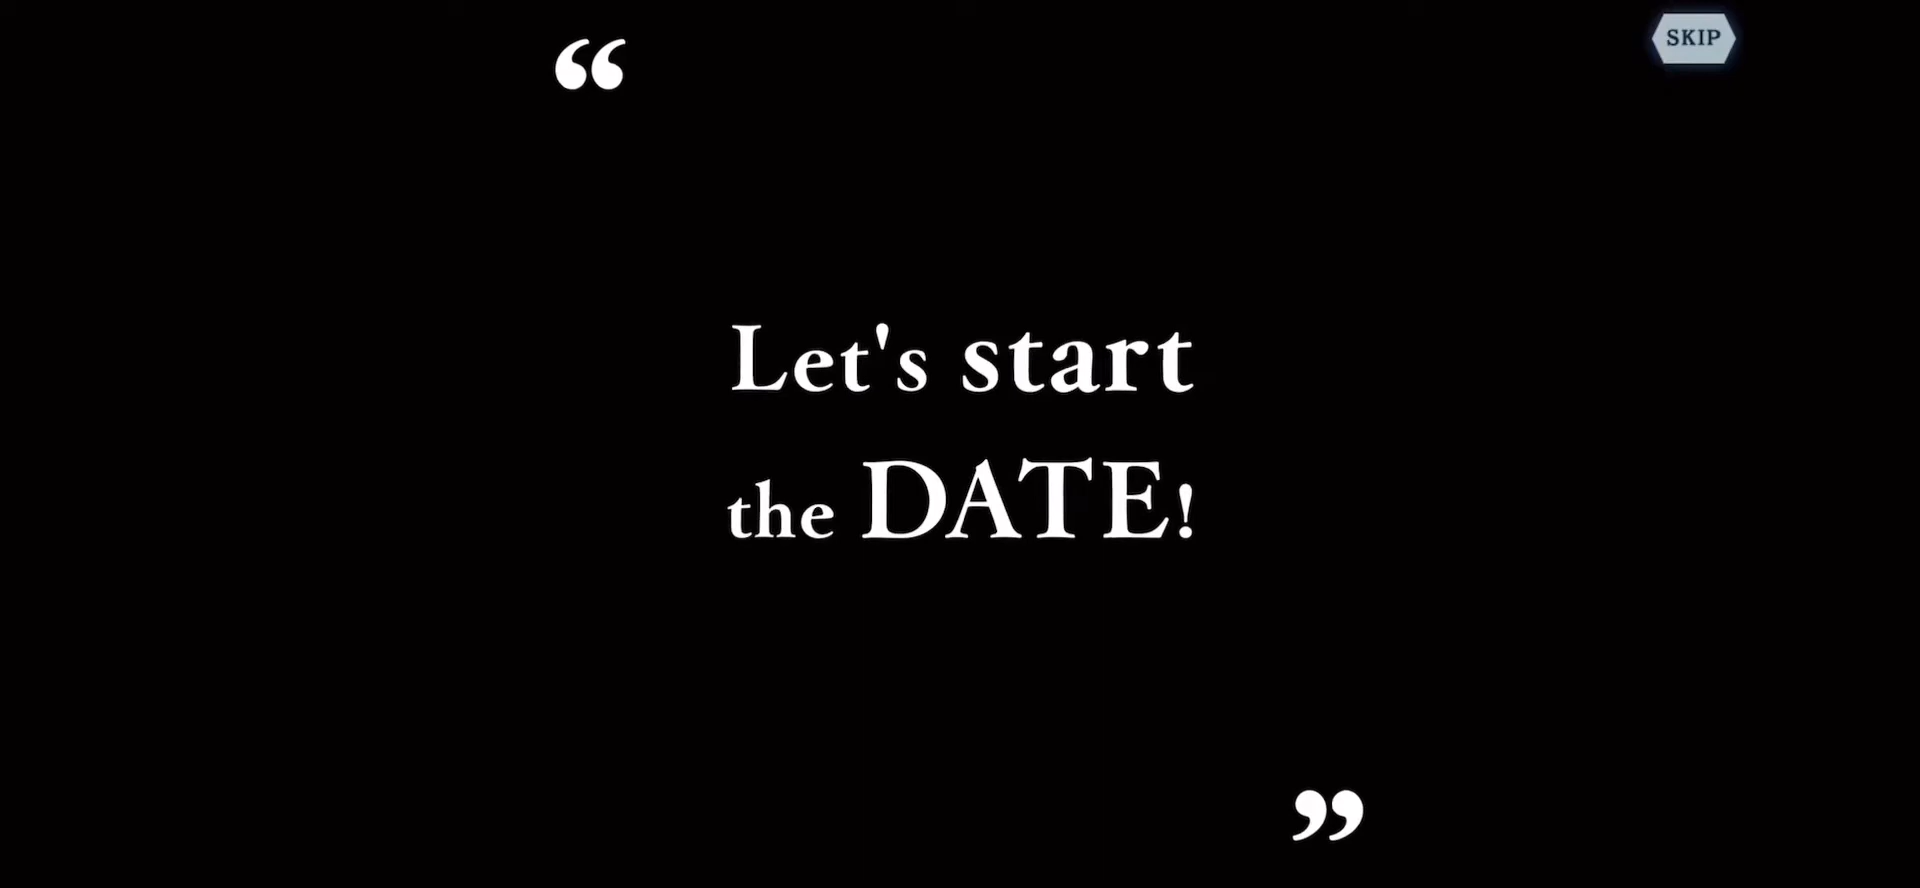 SKIP
“
Let's start
the DATE!
”